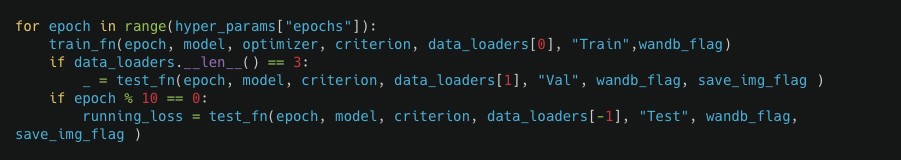 for epoch in range(hyper_params["epochs"]):
    train_fn(epoch, model, optimizer, criterion, data_loaders[0], "Train",wandb_flag)
    if data_loaders.__len__() == 3:
        _ = test_fn(epoch, model, criterion, data_loaders[1], "Val", wandb_flag, save_img_flag )
    if epoch % 10 == 0:
        running_loss = test_fn(epoch, model, criterion, data_loaders[-1], "Test", wandb_flag,
save_img_flag )